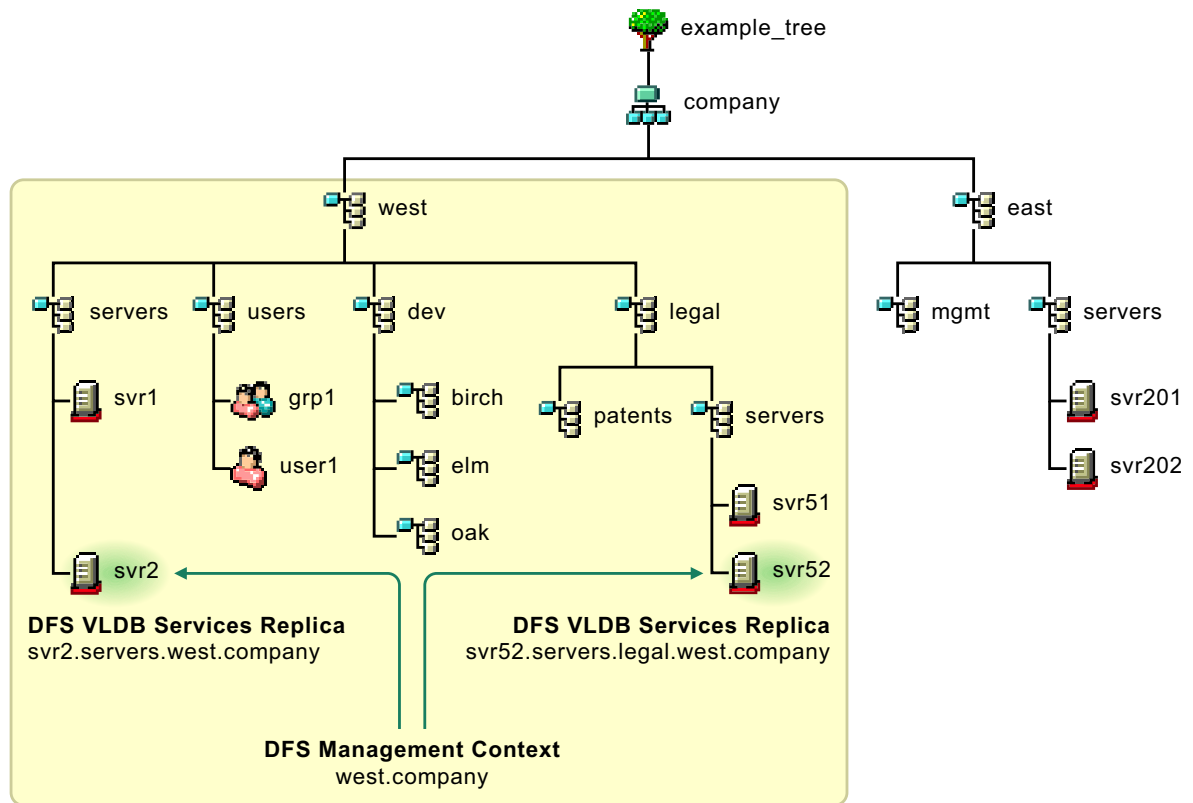 example_tree
company
west
east
servers
users
dev
legal
mgmt
servers
svr1
grp1
birch
patents
servers
svr201
user1
elm
svr202
svr51
oak
svr2
svr52
DFS VLDB Services Replica
svr2.servers.west.company
DFS VLDB Services Replica
svr52.servers.legal.west.company
DFS Management Context
west.company